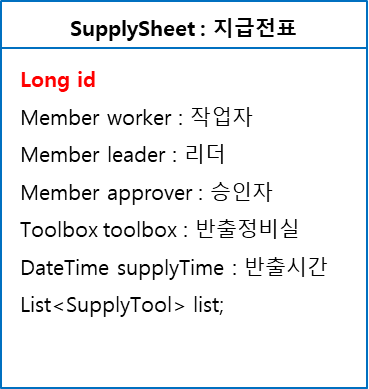 SupplySheet : 지급전표
Long id
Member worker : 작업자
Member leader : 리더
Member approver : 승인자
Toolbox toolbox : 반출정비실
DateTime supplyTime : 반출시간
List<SupplyTool> list;